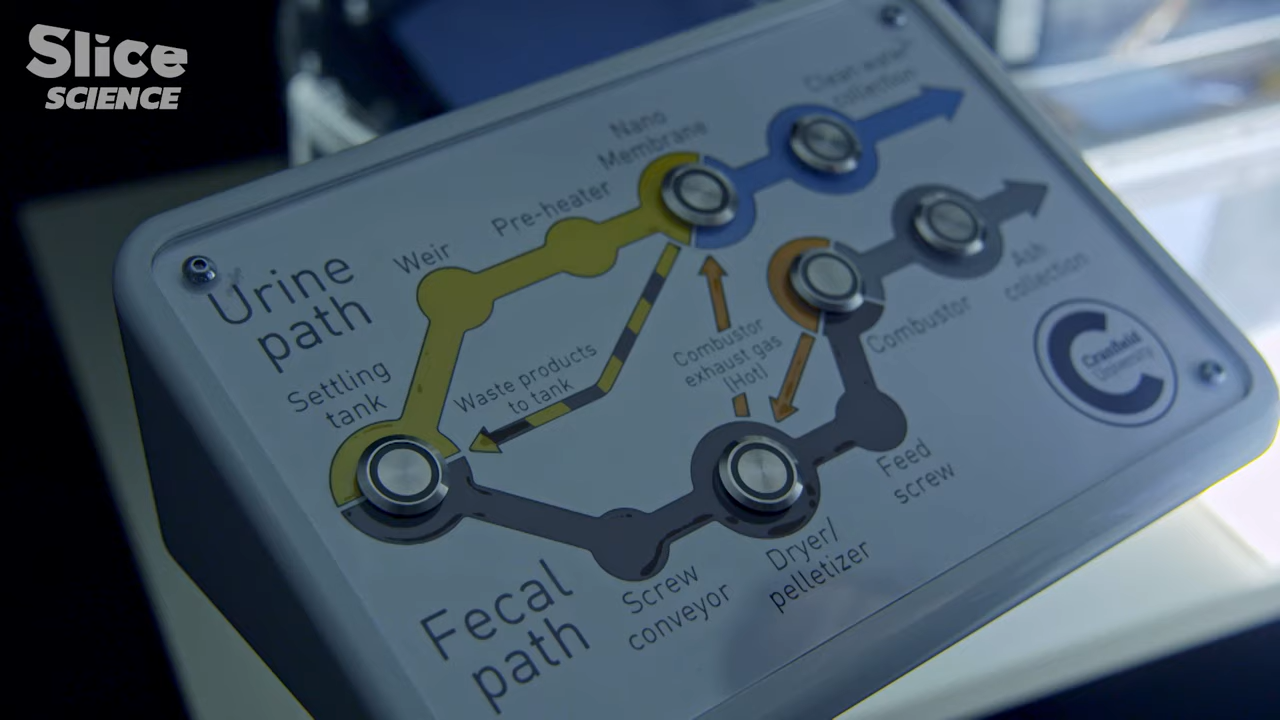 Slice
SCIENCE
Clean water
collection
Nano
Membrane
Pre-heater
Weir
Urine
path
Settling
tank
Waste products
to tank
Combustor
exhaust gas
(Hot)
Ash
collection
Combustor
Cranfield
University
Feed
screw
Dryer/
pelletizer
Screw
conveyor
Fecal
path